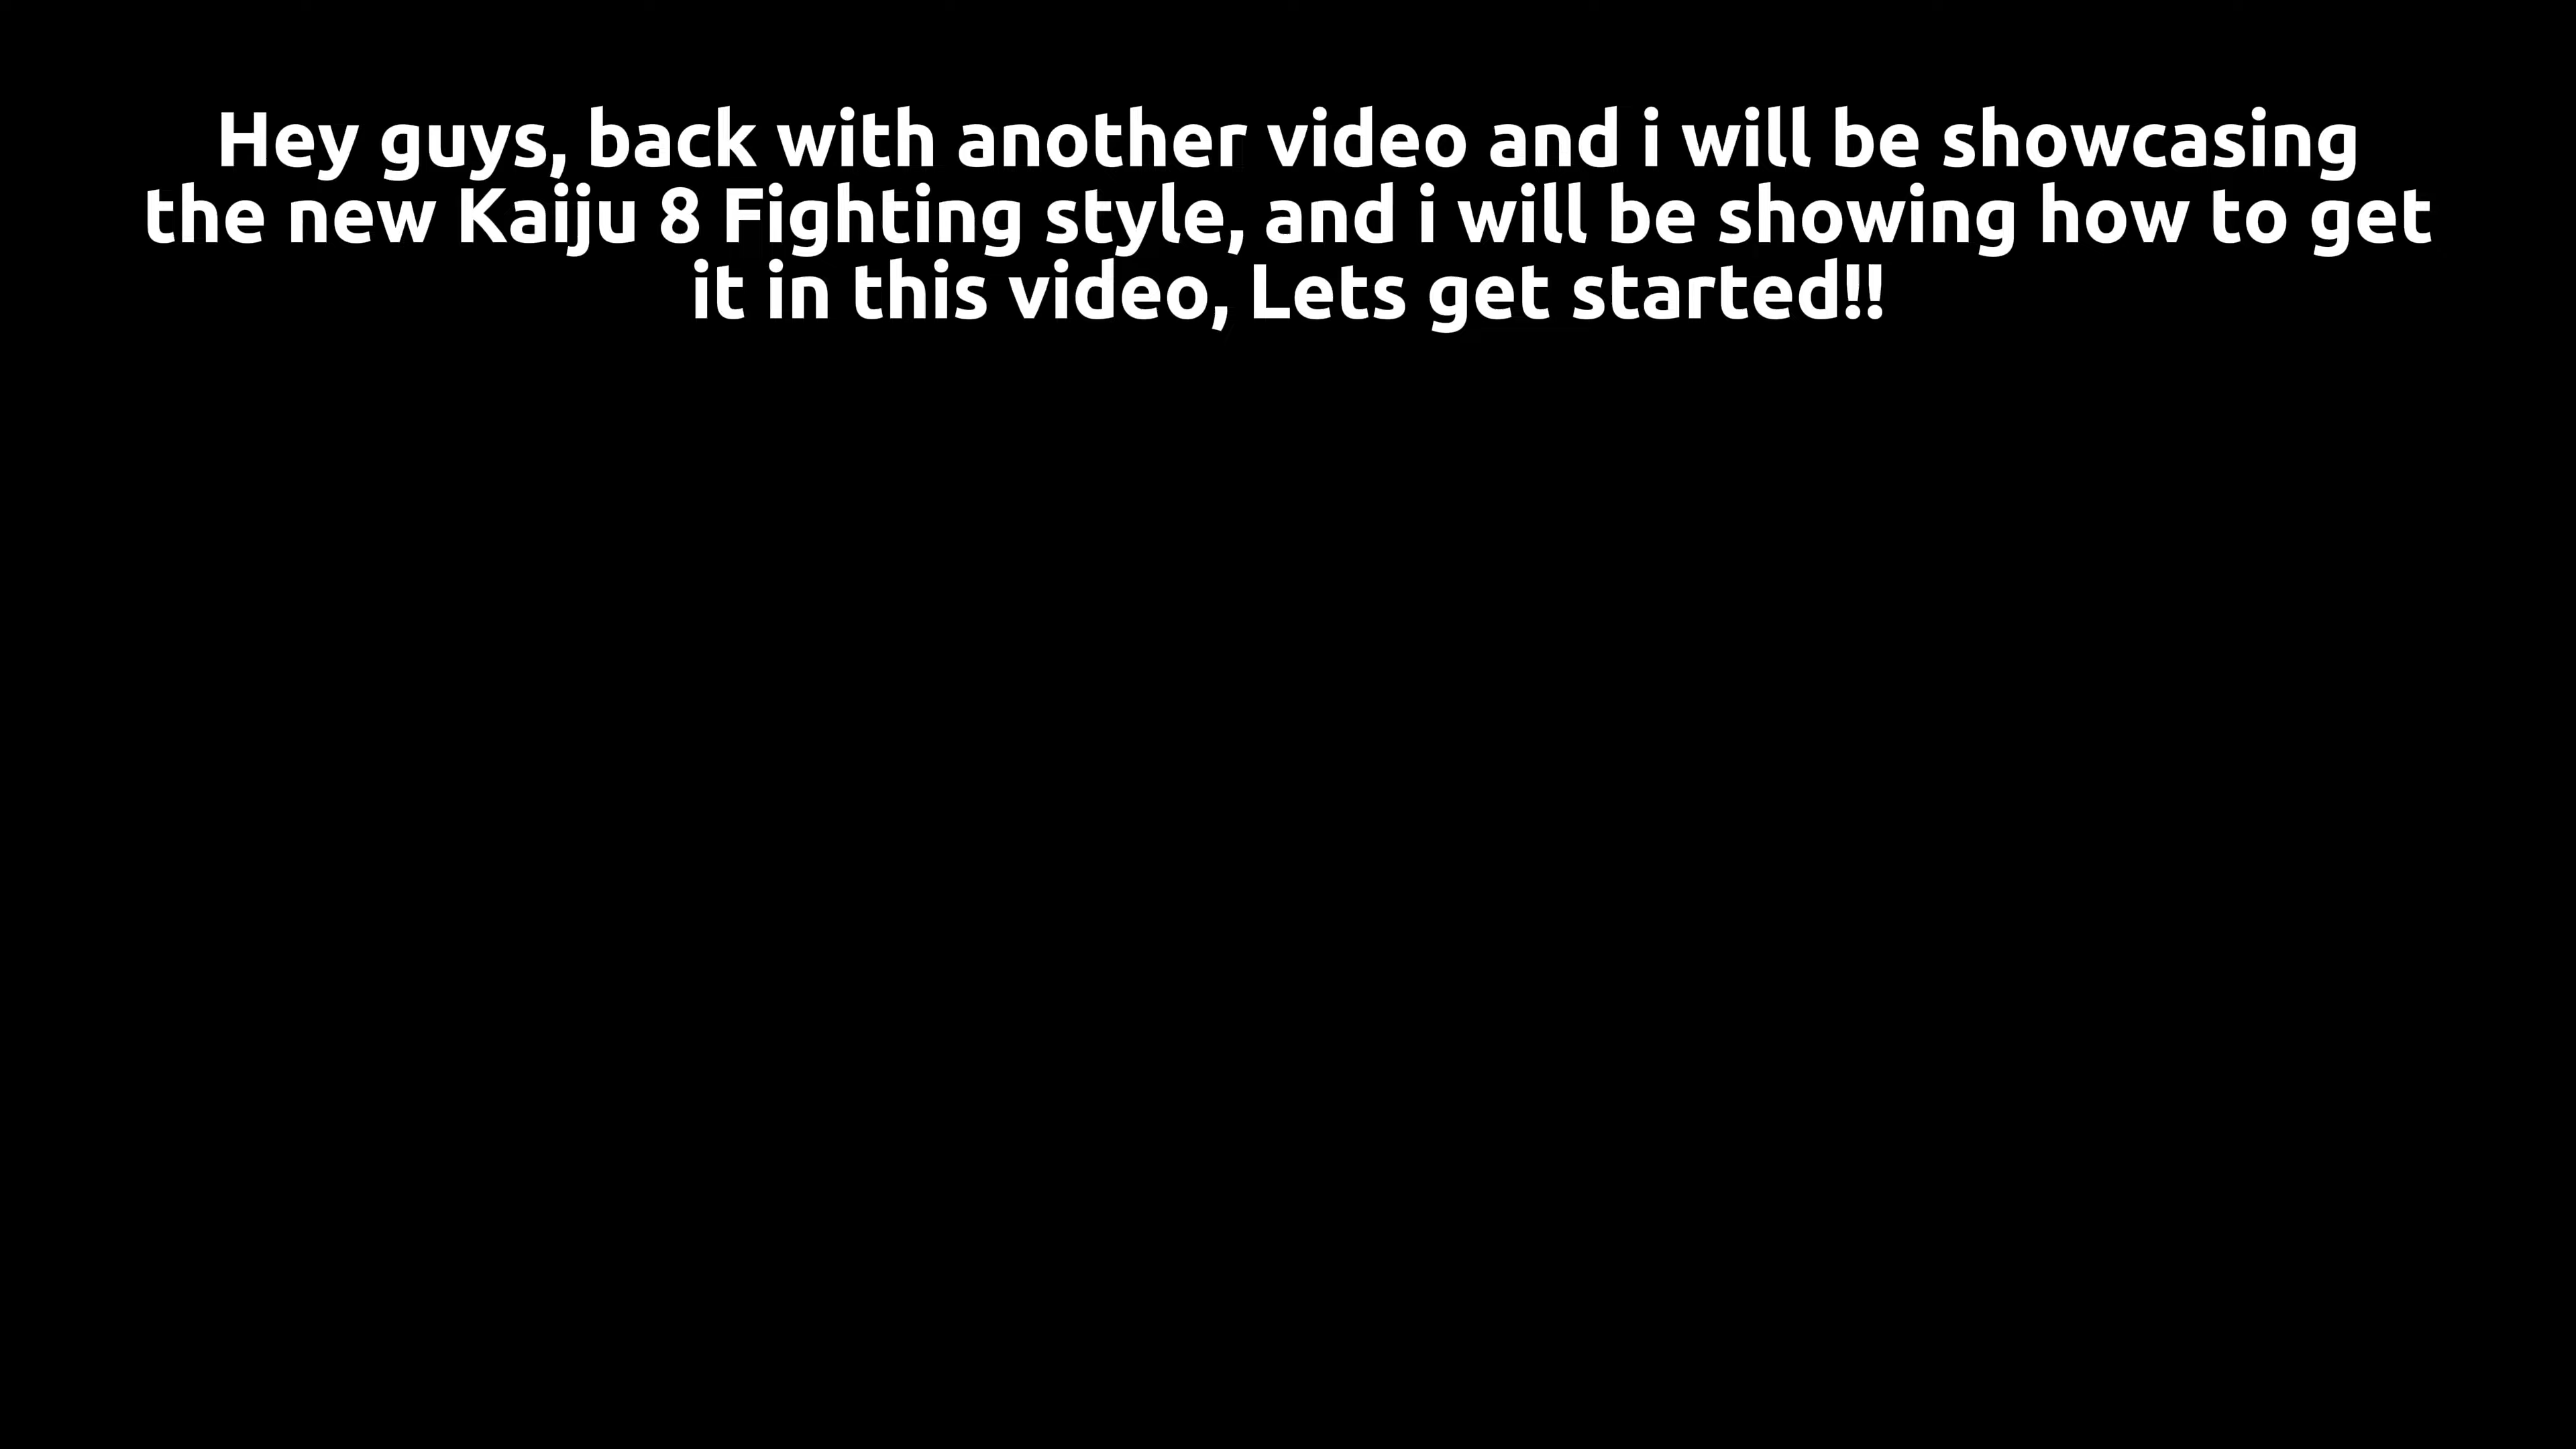 Hey guys, back with another video and i will be showcasing
the new Kaiju 8 Fighting style, and i will be showing how to get
it in this video, Lets get started!!